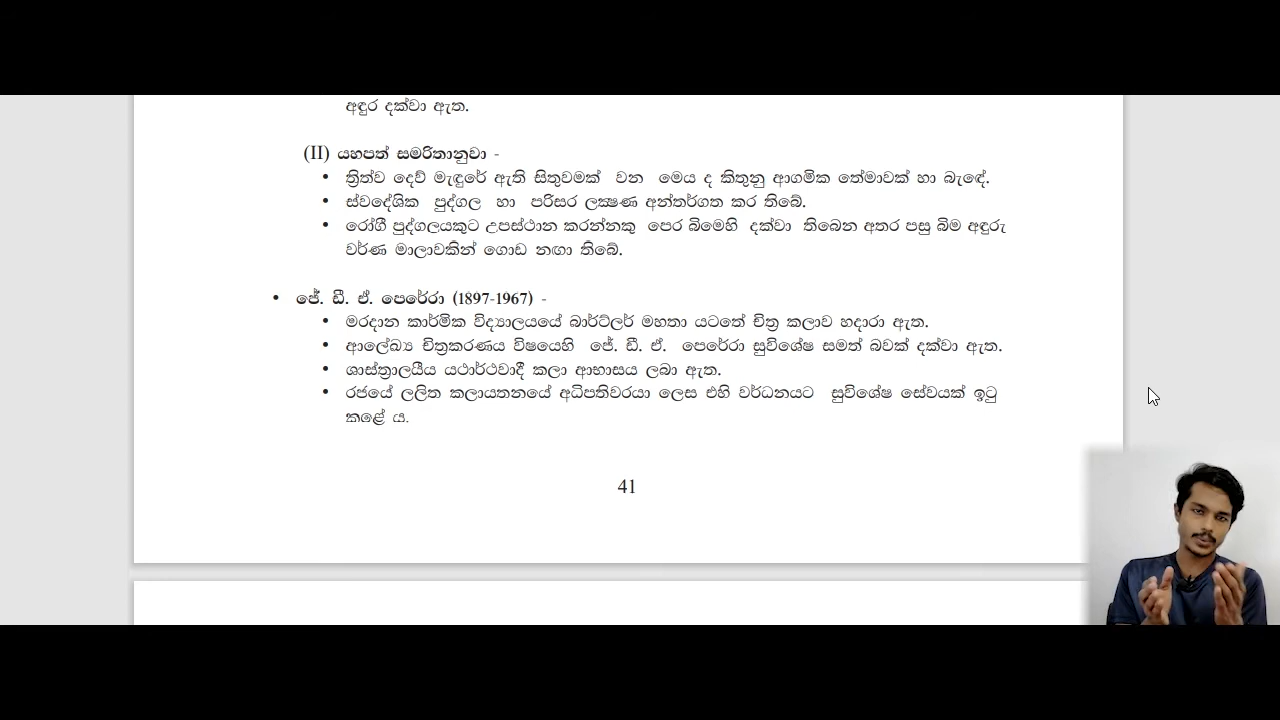 අඳුර දක්වා ඇත.
(II) යහපත් සමරිතානුවා -
• ත්‍රිත්ව දෙව් මැඳුරේ ඇති සිතුවමක් වන මෙය ද කිතුනු ආගමික තේමාවක් හා බැඳේ.
• ස්වදේශික පුද්ගල හා පරිසර ලක්‍ෂණ අන්තර්ගත කර තිබේ.
• රෝගී පුද්ගලයකුට උපස්ථාන කරන්නකු පෙර බිමෙහි දක්වා තිබෙන අතර පසු බිම අඳුරු
වර්ණ මාලාවකින් ගොඩ නඟා තිබේ.
• ජේ. ඩී. ඒ. පෙරේරා (1897-1967) -
• මරදාන කාර්මික විද්‍යාලයයේ බාර්ට්ලර් මහතා යටතේ චිත්‍ර කලාව හදාරා ඇත.
• ආලේඛ්‍ය චිත්‍රකරණය විෂයෙහි ජේ. ඩී. ඒ. පෙරේරා සුවිශේෂ සමත් බවක් දක්වා ඇත.
• ශාස්ත්‍රාලයීය යථාර්ථවාදී කලා ආභාසය ලබා ඇත.
• රජයේ ලලිත කලායතනයේ අධිපතිවරයා ලෙස එහි වර්ධනයට සුවිශේෂ සේවයක් ඉටු
කළේ ය.
41